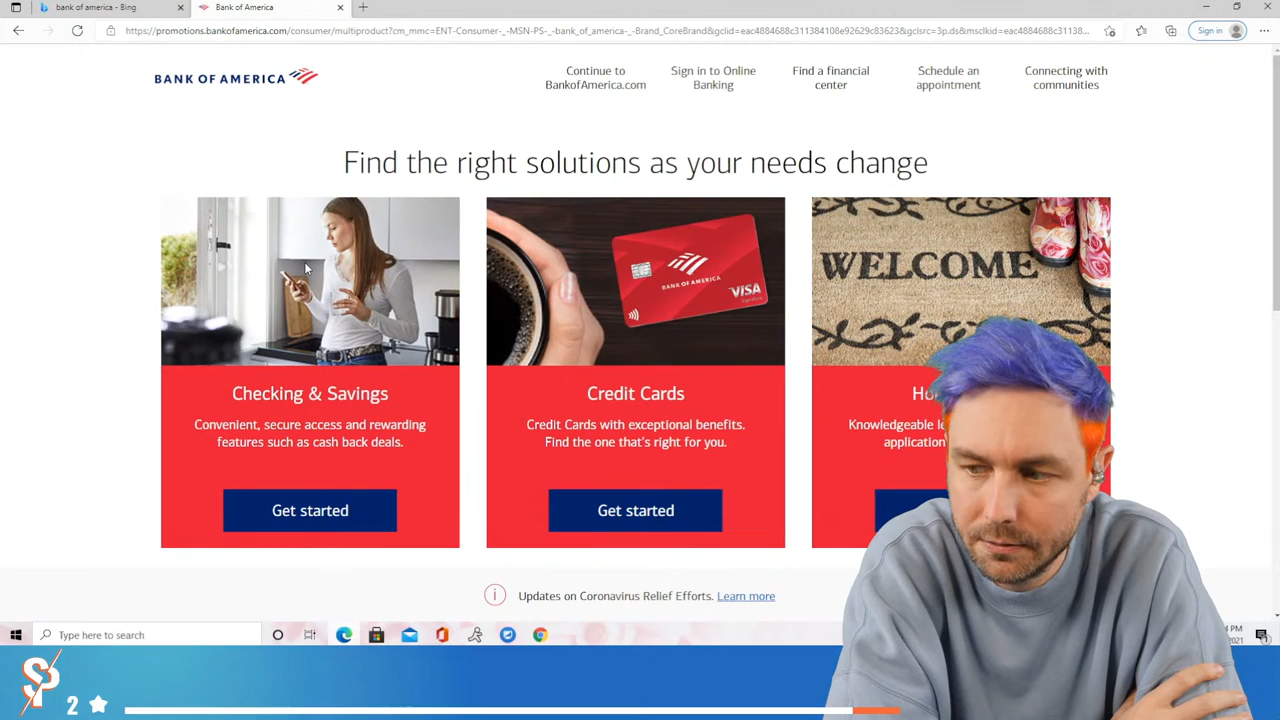 bank of america - Bing
Bank of America
https://promotions.bankofamerica.com/consumer/multiproduct?cm_mmc=ENT-Consumer-_-MSN-PS-_-bank_of_america-_-Brand_CoreBrand&gclid=eac4884688c311384108e92629c83623&gclsrc=3p.ds&msclkid=eac4884688c31138...
Sign in
BANK OF AMERICA
Continue to
BankofAmerica.com
Sign in to Online
Banking
Find a financial
center
Schedule an
appointment
Connecting with
communities
Find the right solutions as your needs change
BANK OF AMERICA
VISA
Signature
WELCOME
Checking & Savings
Convenient, secure access and rewarding
features such as cash back deals.
Get started
Credit Cards
Credit Cards with exceptional benefits.
Find the one that's right for you.
Get started
Knowledgeable
application
Updates on Coronavirus Relief Efforts. Learn more
Type here to search
PM
2021
SP
2